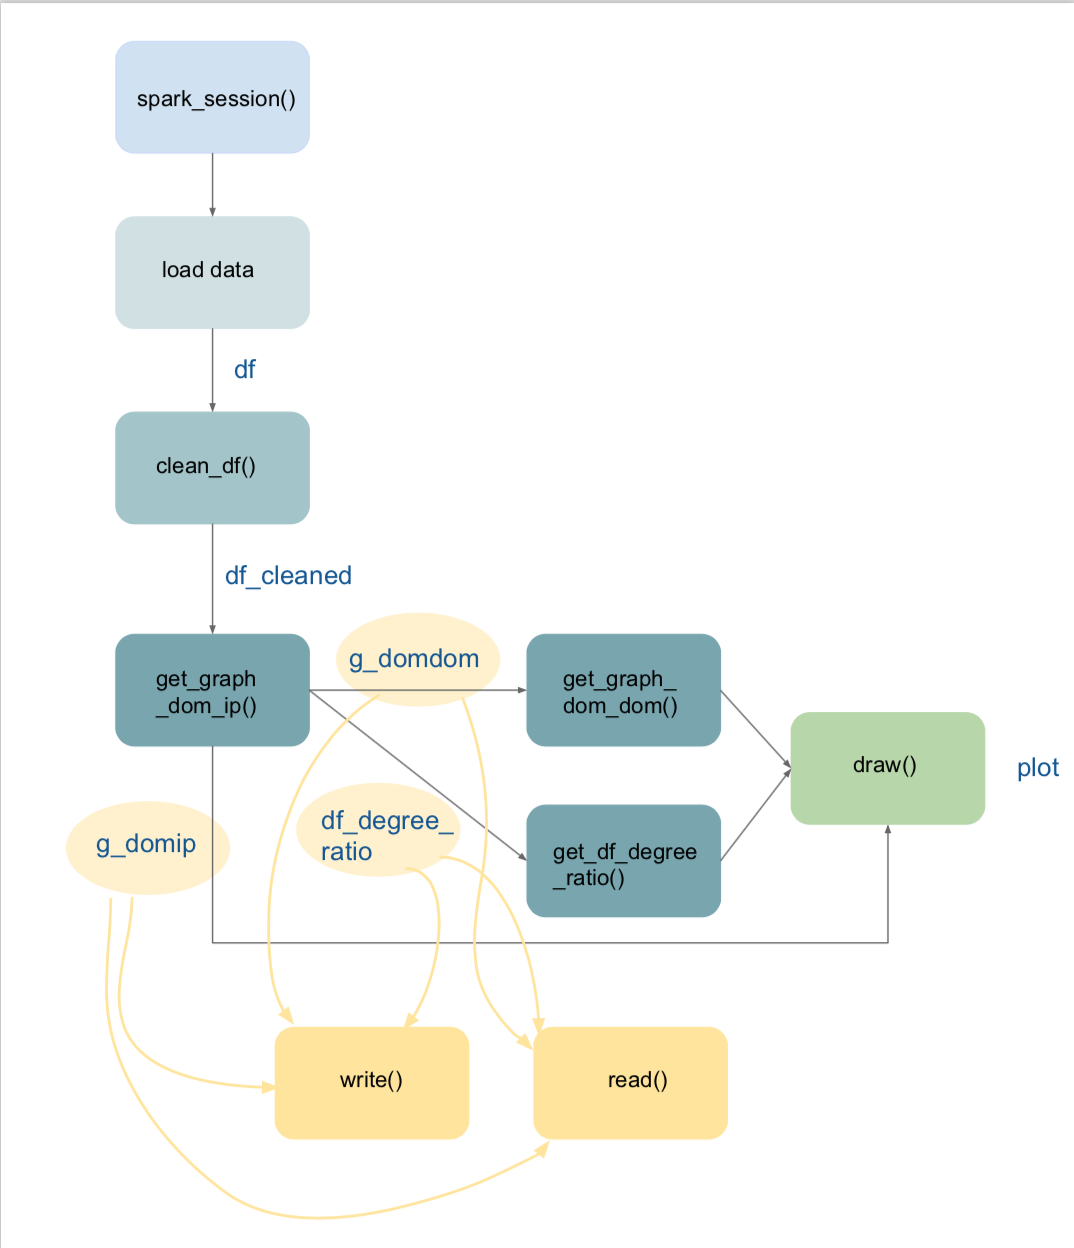 spark_session()
load data
df
clean_df()
df_cleaned
get_graph
_dom_ip()
g_domdom
get_graph_
dom_dom()
draw()
plot
g_domip
df_degree_
ratio
get_df_degree
_ratio()
write()
read()